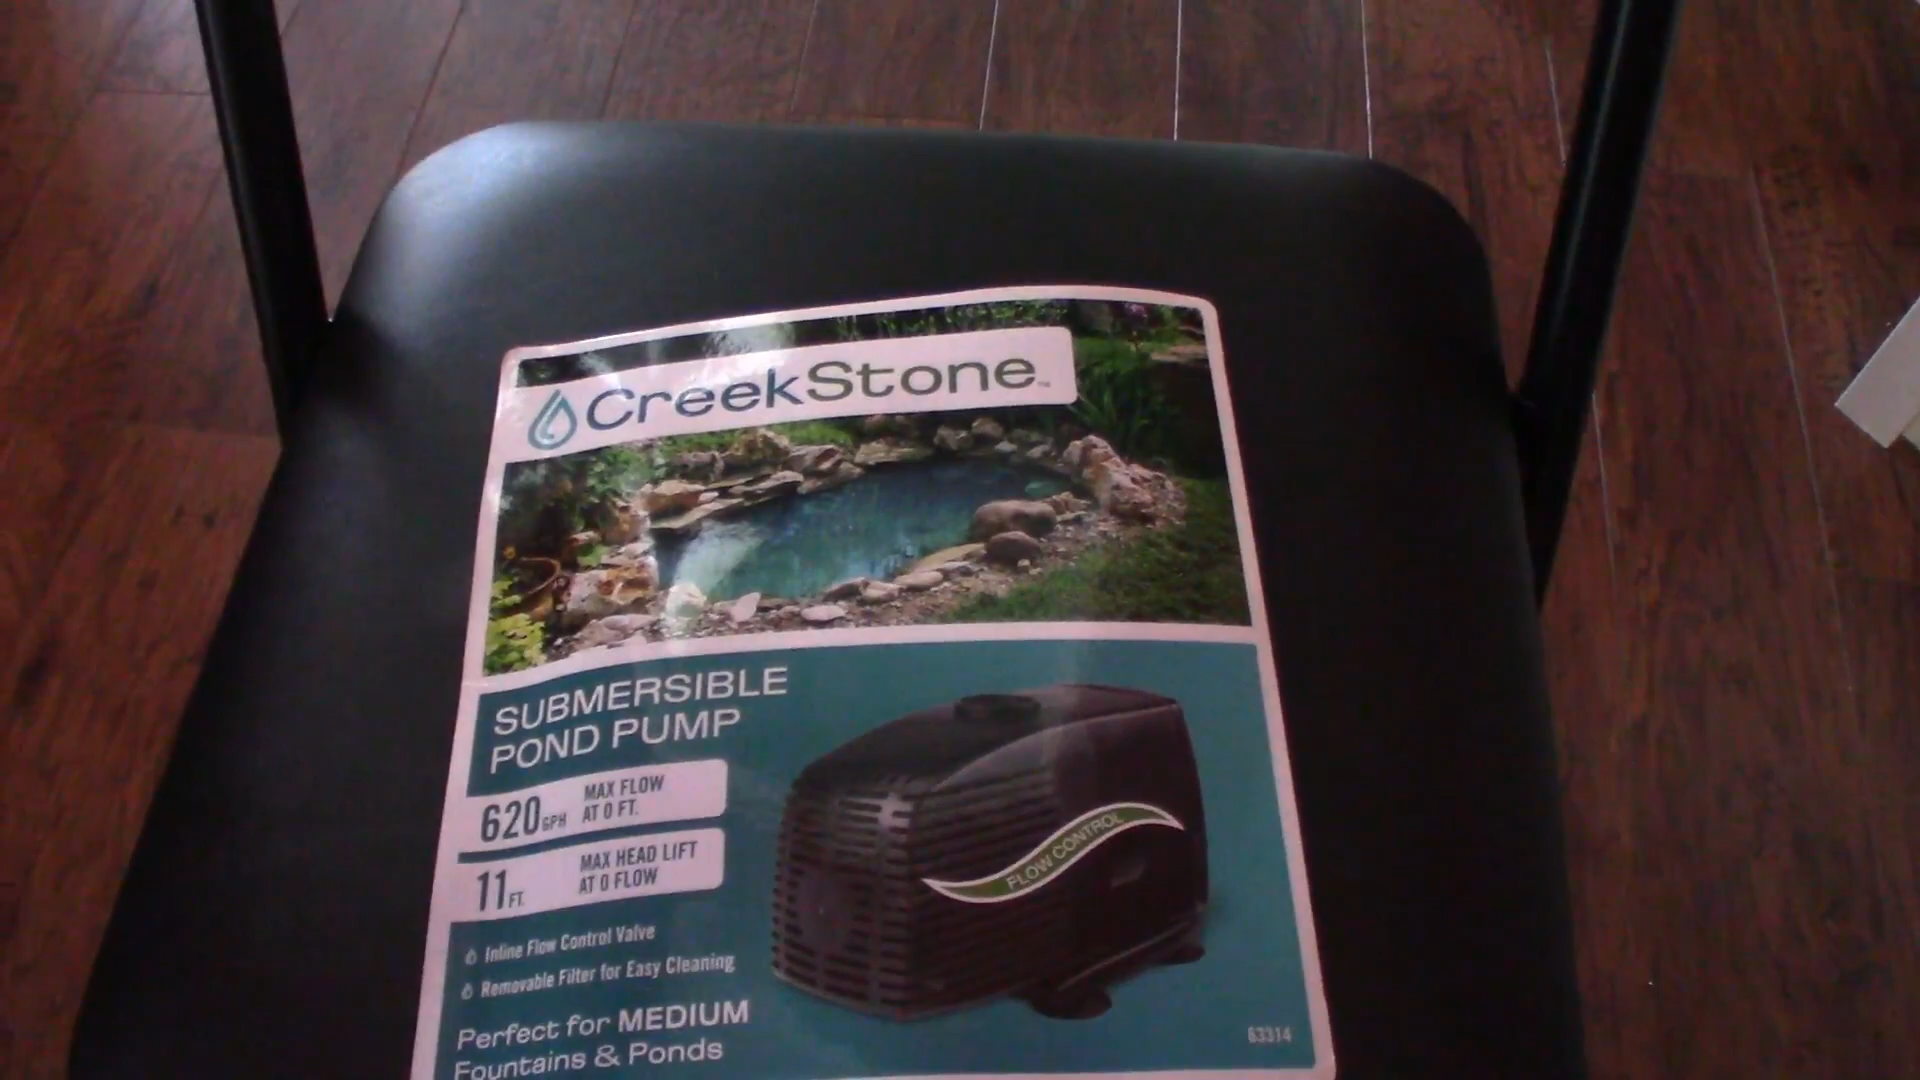 CreekStone™
SUBMERSIBLE
POND PUMP
620 GPH MAX FLOW
AT 0 FT.
11 FT. MAX HEAD LIFT
AT 0 FLOW
Inline Flow Control Valve
Removable Filter for Easy Cleaning
Perfect for MEDIUM
Fountains & Ponds
FLOW CONTROL
63314